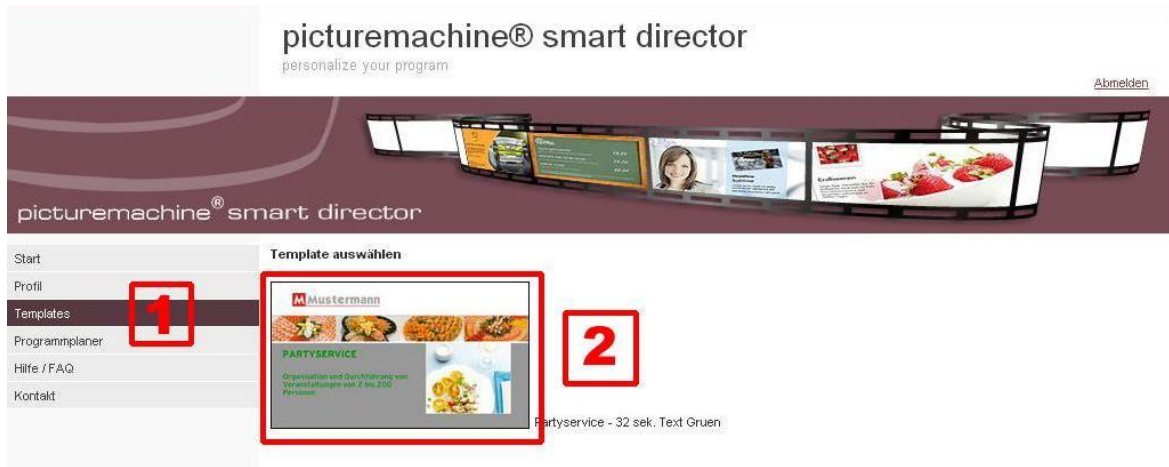 picturemachine® smart director
personalize your program
Abmelden
Headline
Erdbeeren
picturemachine® smart director
Start
Profil
Templates
Programmplaner
Hilfe / FAQ
Kontakt
1
Template auswählen
M Mustermann
PARTYSERVICE
Organisation und Durchführung von
Veranstaltungen von 2 bis 200
Personen
2
Partyservice - 32 sek. Text Gruen